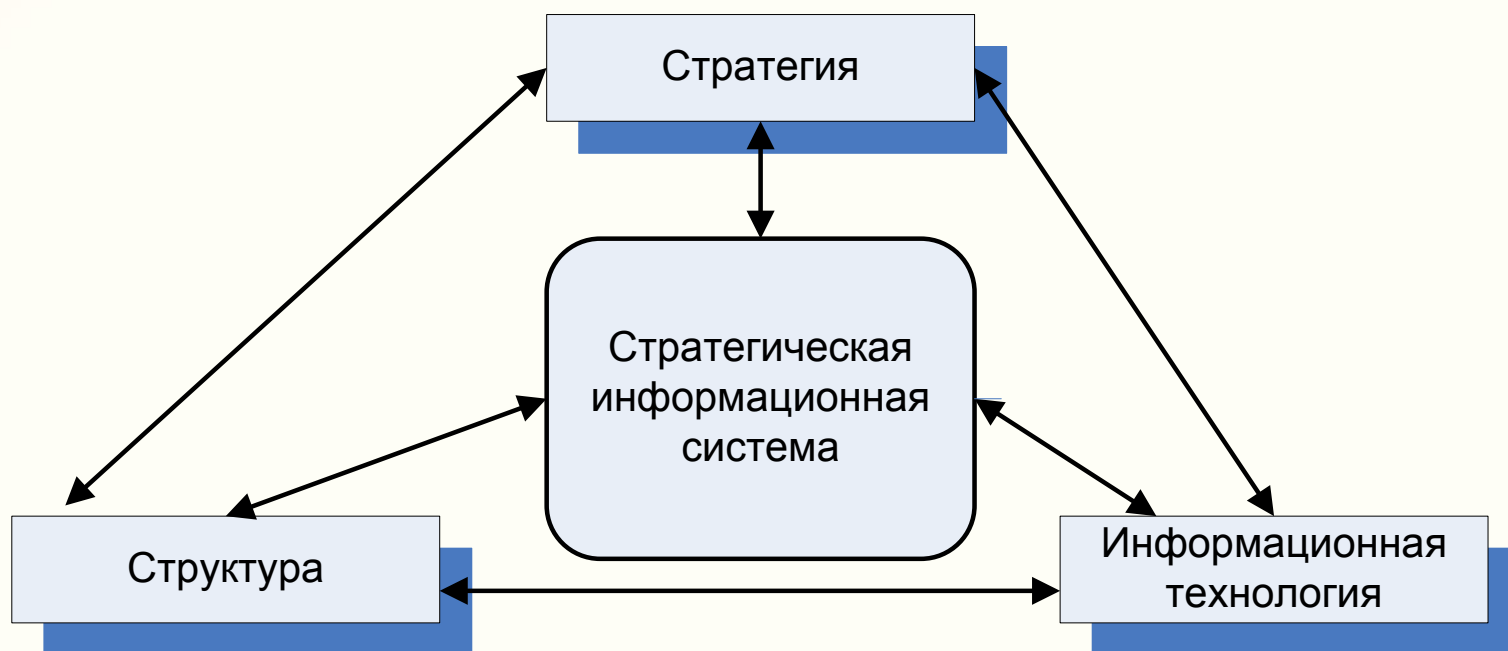 Стратегия
Стратегическая
информационная
система
Структура
Информационная
технология